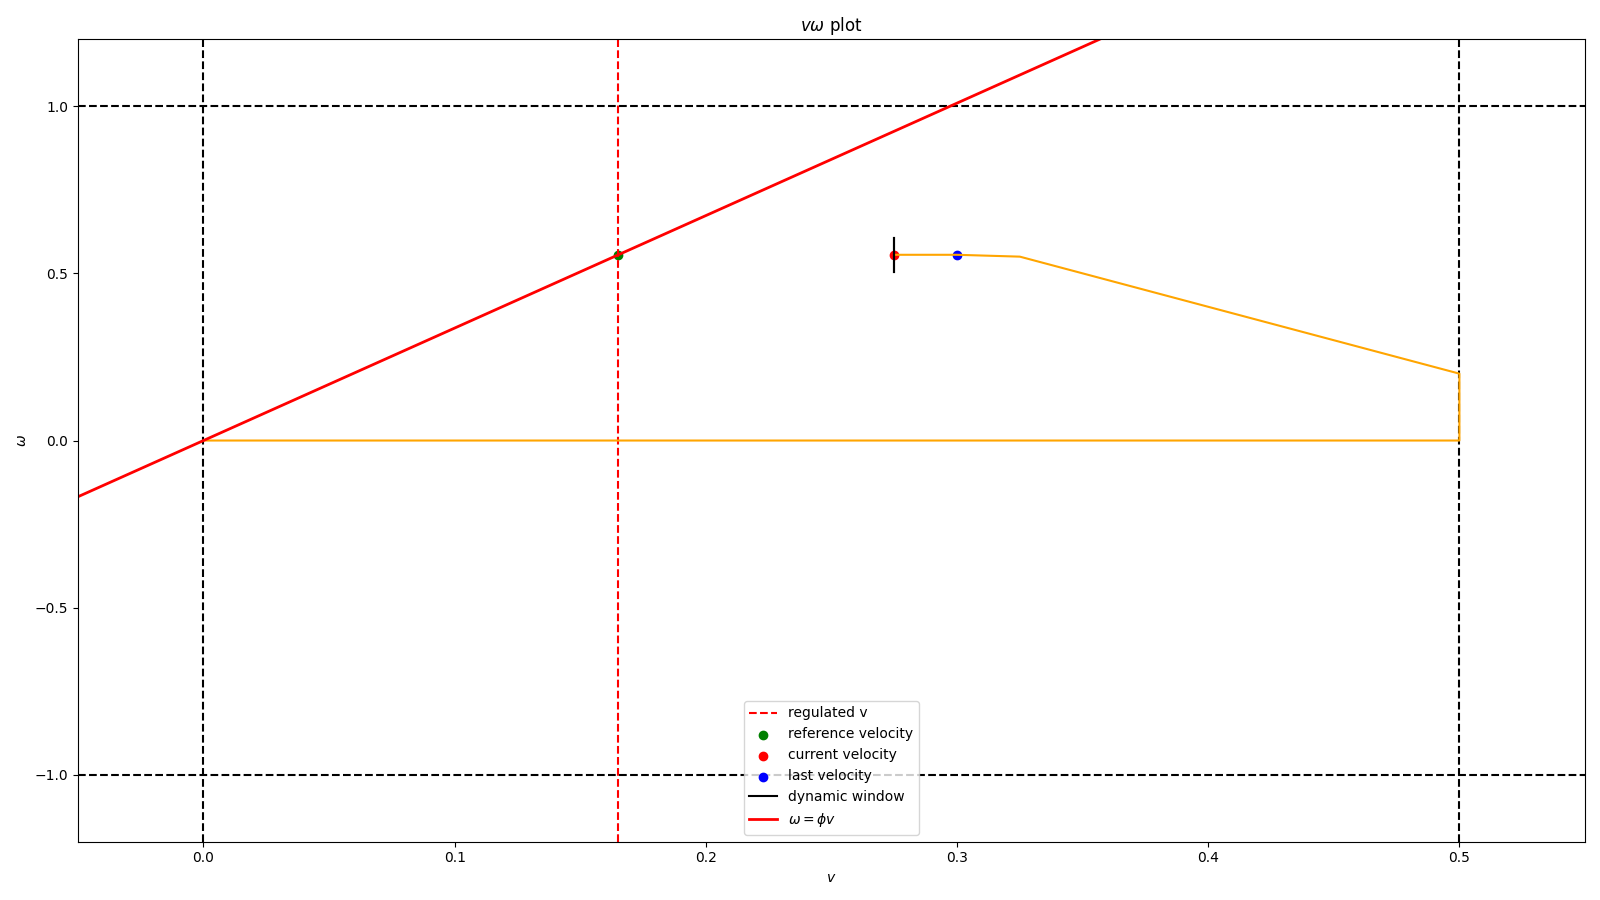 vω plot
1.0
0.5
0.0
−0.5
−1.0
ω
0.0
0.1
0.2
0.3
0.4
0.5
v
regulated v
reference velocity
current velocity
last velocity
dynamic window
ω = ϕv